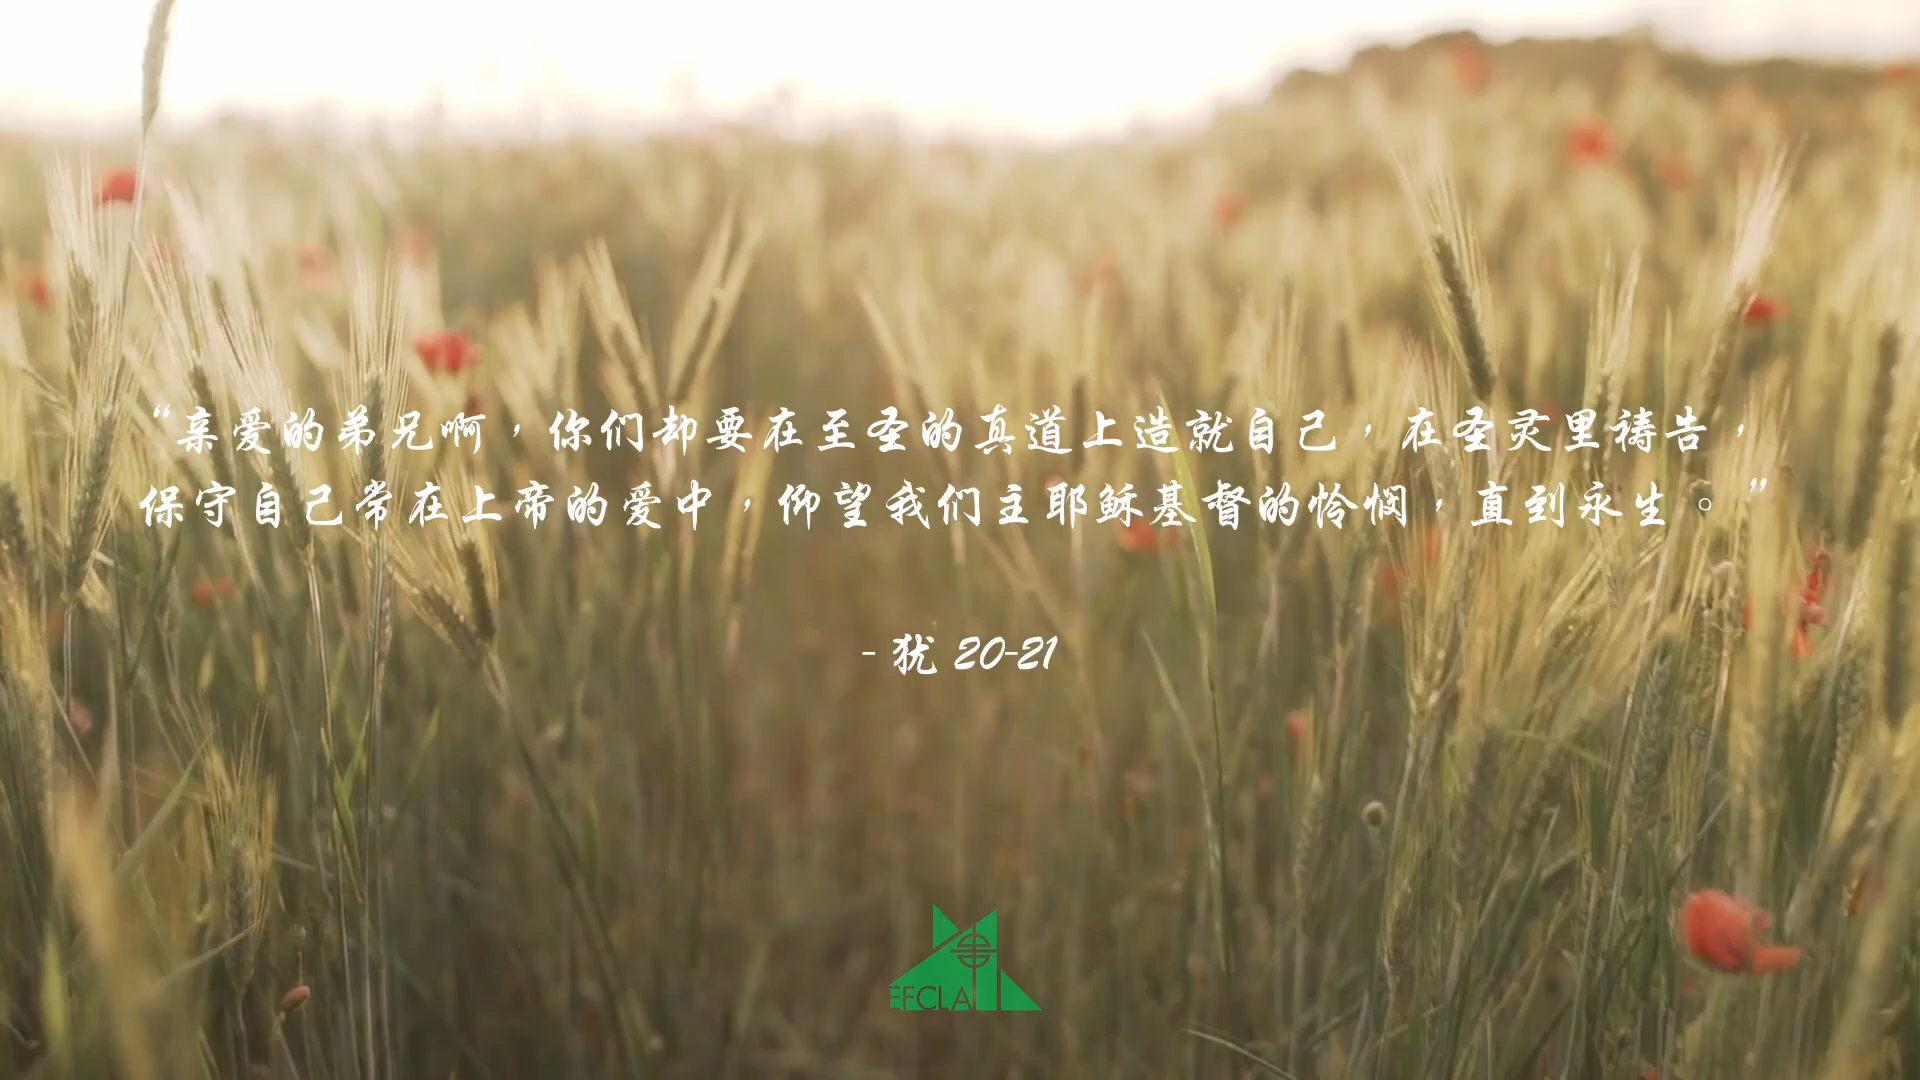 “亲爱的弟兄啊，你们却要在至圣的真道上造就自己，在圣灵里祷告，
保守自己常在上帝的爱中，仰望我们主耶稣基督的怜悯，直到永生。”
- 犹 20-21
EFCLA